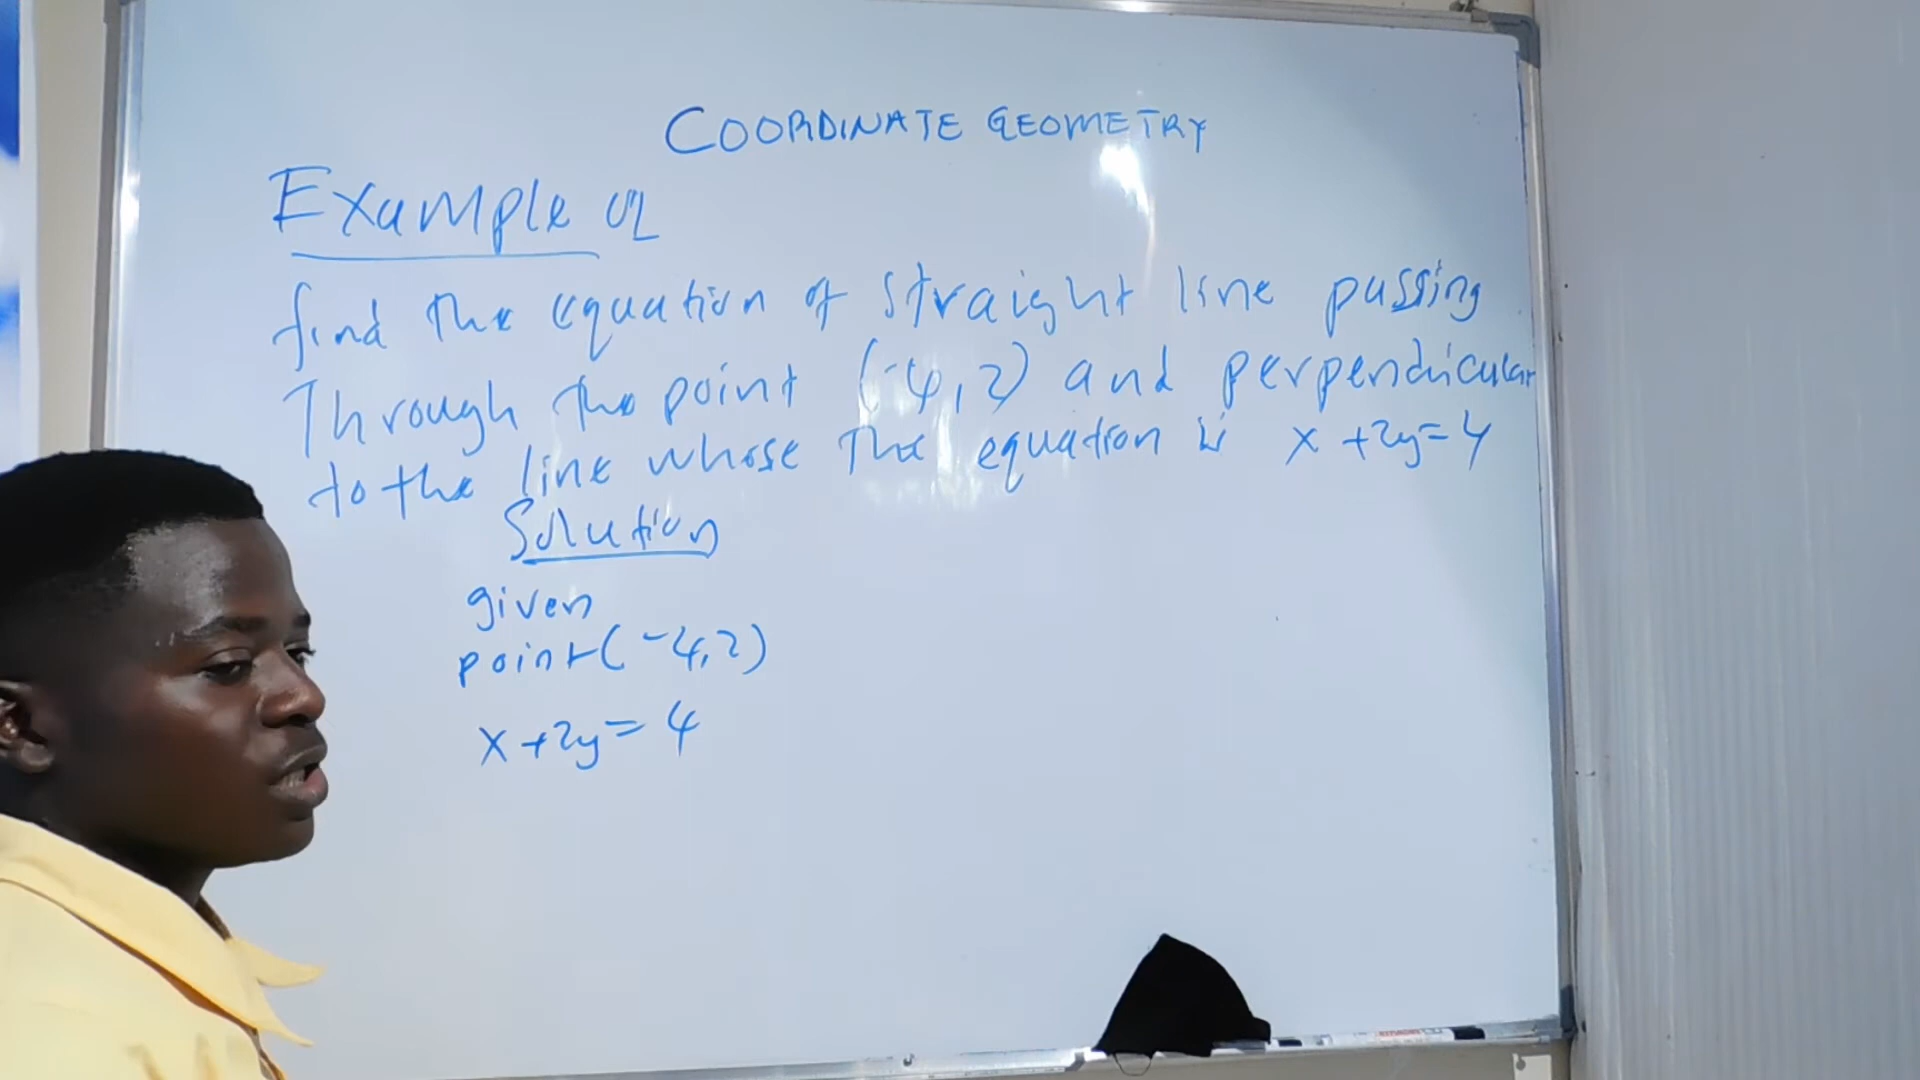 COORDINATE GEOMETRY
Example 02
find the equation of straight line passing
Through the point (-4,2) and perpendicular
to the line whose the equation is x+2y=4
Solution
given
point(-4,2)
x+2y=4